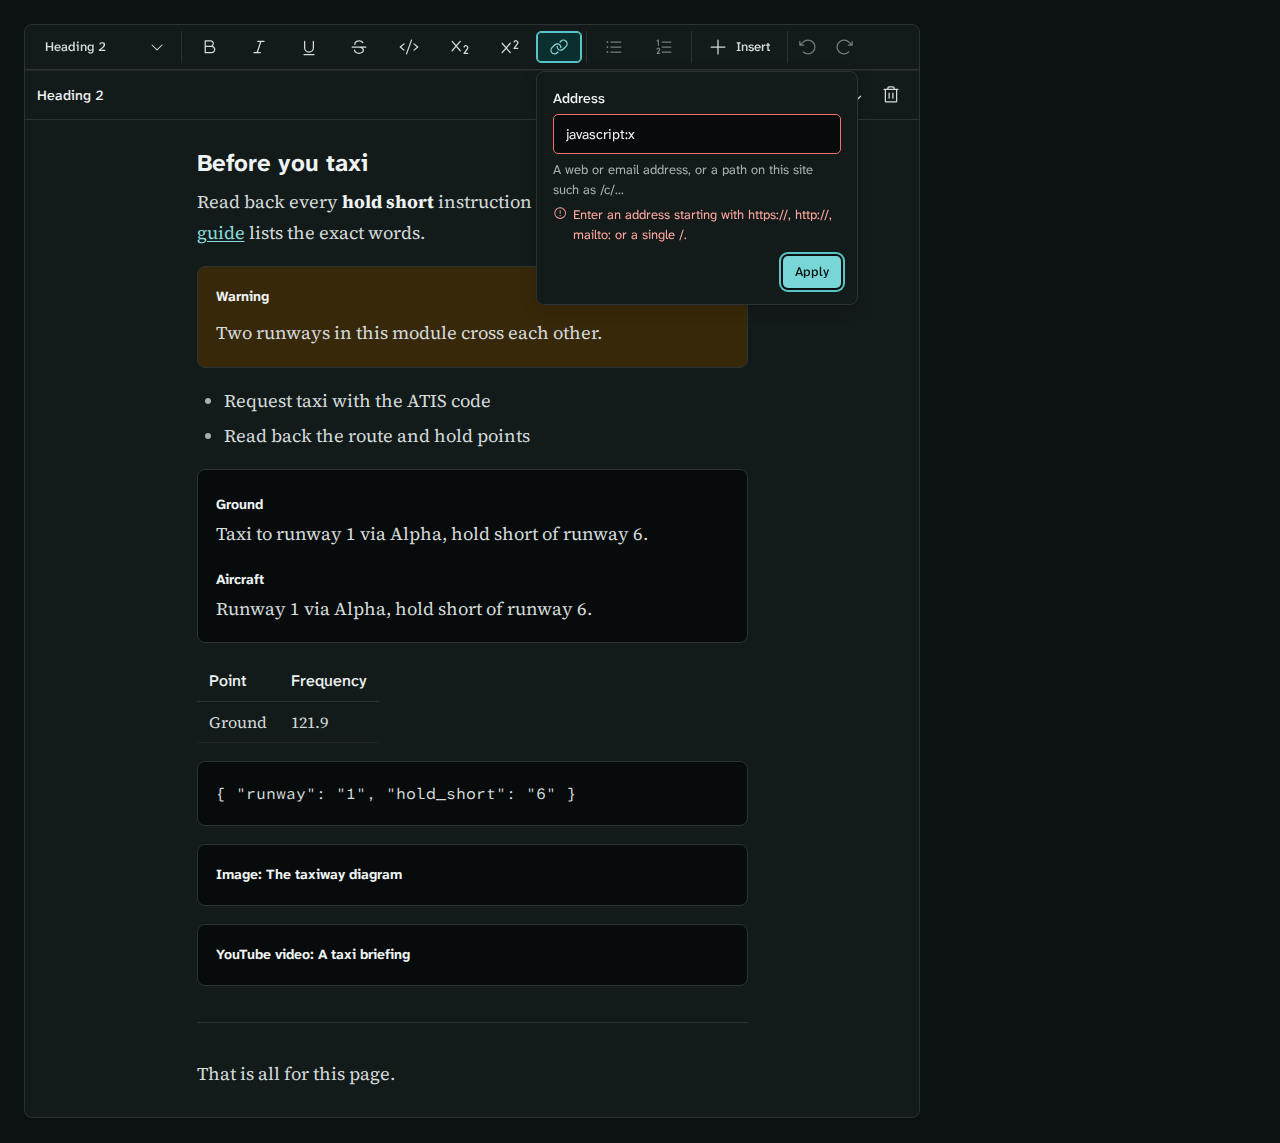 Heading 2
Insert
Heading 2
Address
javascript:x
A web or email address, or a path on this site
such as /c/...
Enter an address starting with https://, http://,
mailto: or a single /.
Apply
Before you taxi
Read back every hold short instruction
guide lists the exact words.
Warning
Two runways in this module cross each other.
Request taxi with the ATIS code
Read back the route and hold points
Ground
Taxi to runway 1 via Alpha, hold short of runway 6.
Aircraft
Runway 1 via Alpha, hold short of runway 6.
Point Frequency
Ground 121.9
{ "runway": "1", "hold_short": "6" }
Image: The taxiway diagram
YouTube video: A taxi briefing
That is all for this page.